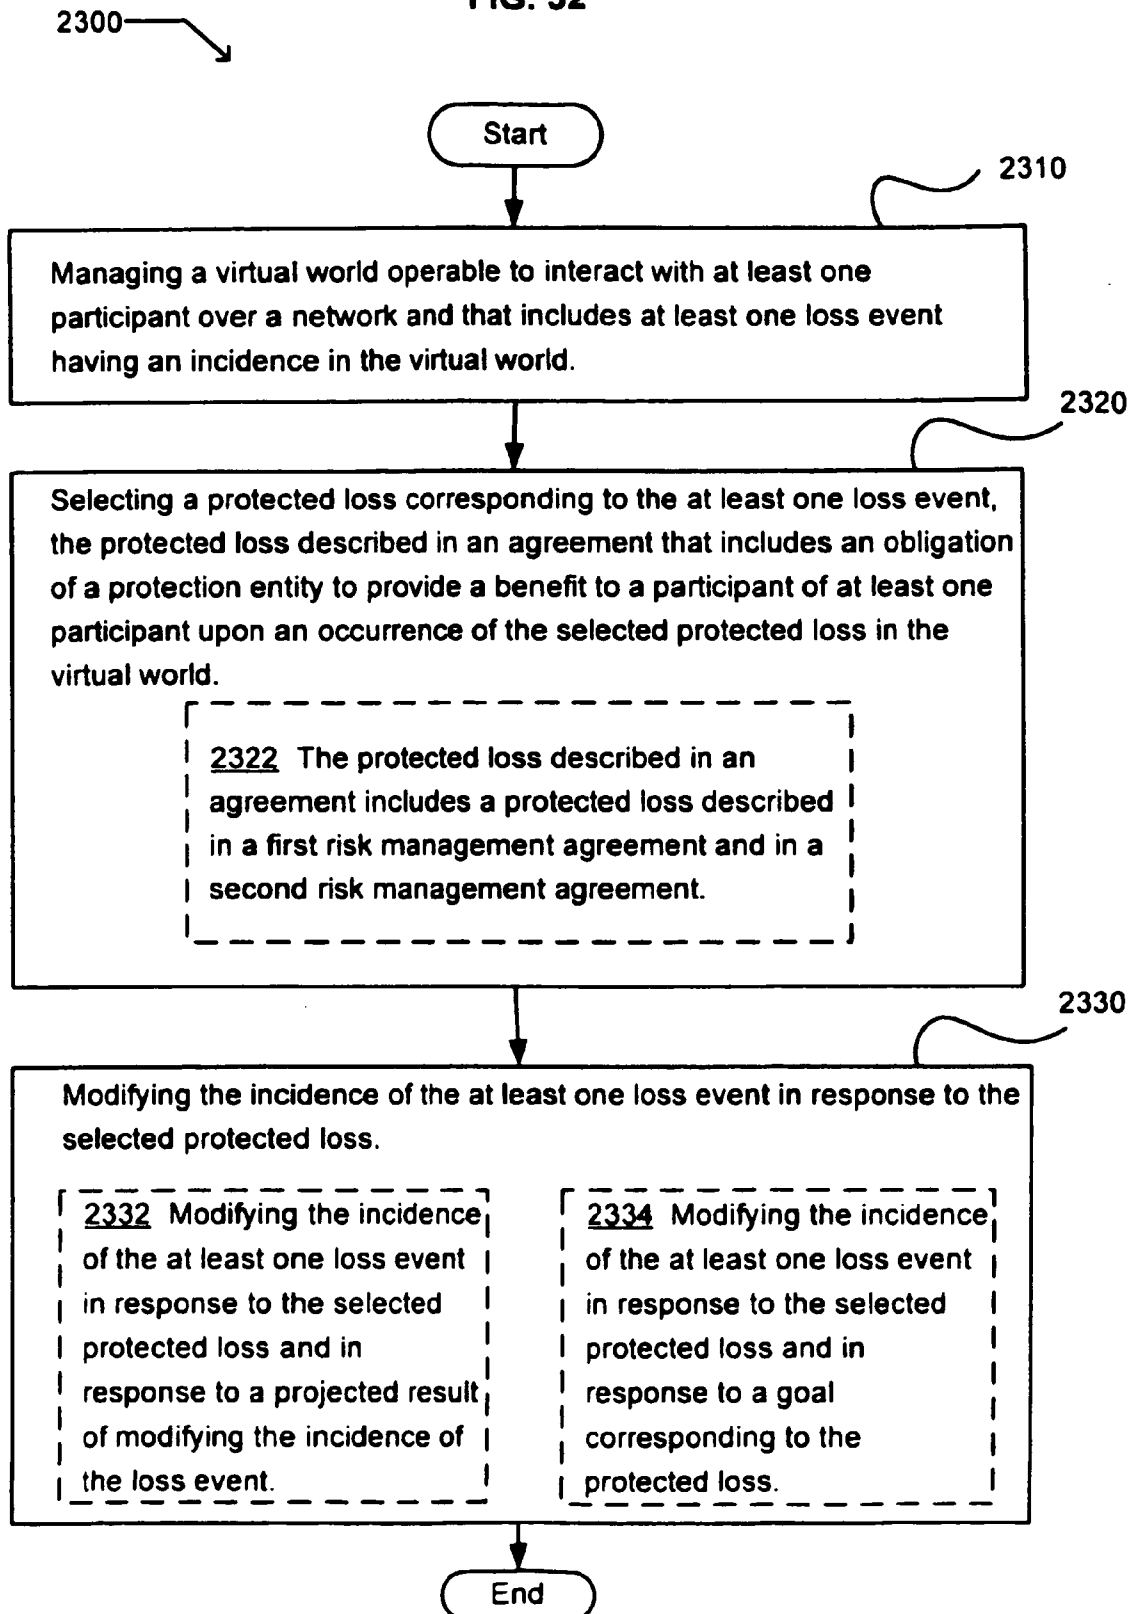 FIG. 32
2300
Start
2310
Managing a virtual world operable to interact with at least one
participant over a network and that includes at least one loss event
having an incidence in the virtual world.
2320
Selecting a protected loss corresponding to the at least one loss event,
the protected loss described in an agreement that includes an obligation
of a protection entity to provide a benefit to a participant of at least one
participant upon an occurrence of the selected protected loss in the
virtual world.
2322 The protected loss described in an
agreement includes a protected loss described
in a first risk management agreement and in a
second risk management agreement.
2330
Modifying the incidence of the at least one loss event in response to the
selected protected loss.
2332 Modifying the incidence
of the at least one loss event
in response to the selected
protected loss and in
response to a projected result
of modifying the incidence of
the loss event.
2334 Modifying the incidence
of the at least one loss event
in response to the selected
protected loss and in
response to a goal
corresponding to the
protected loss.
End